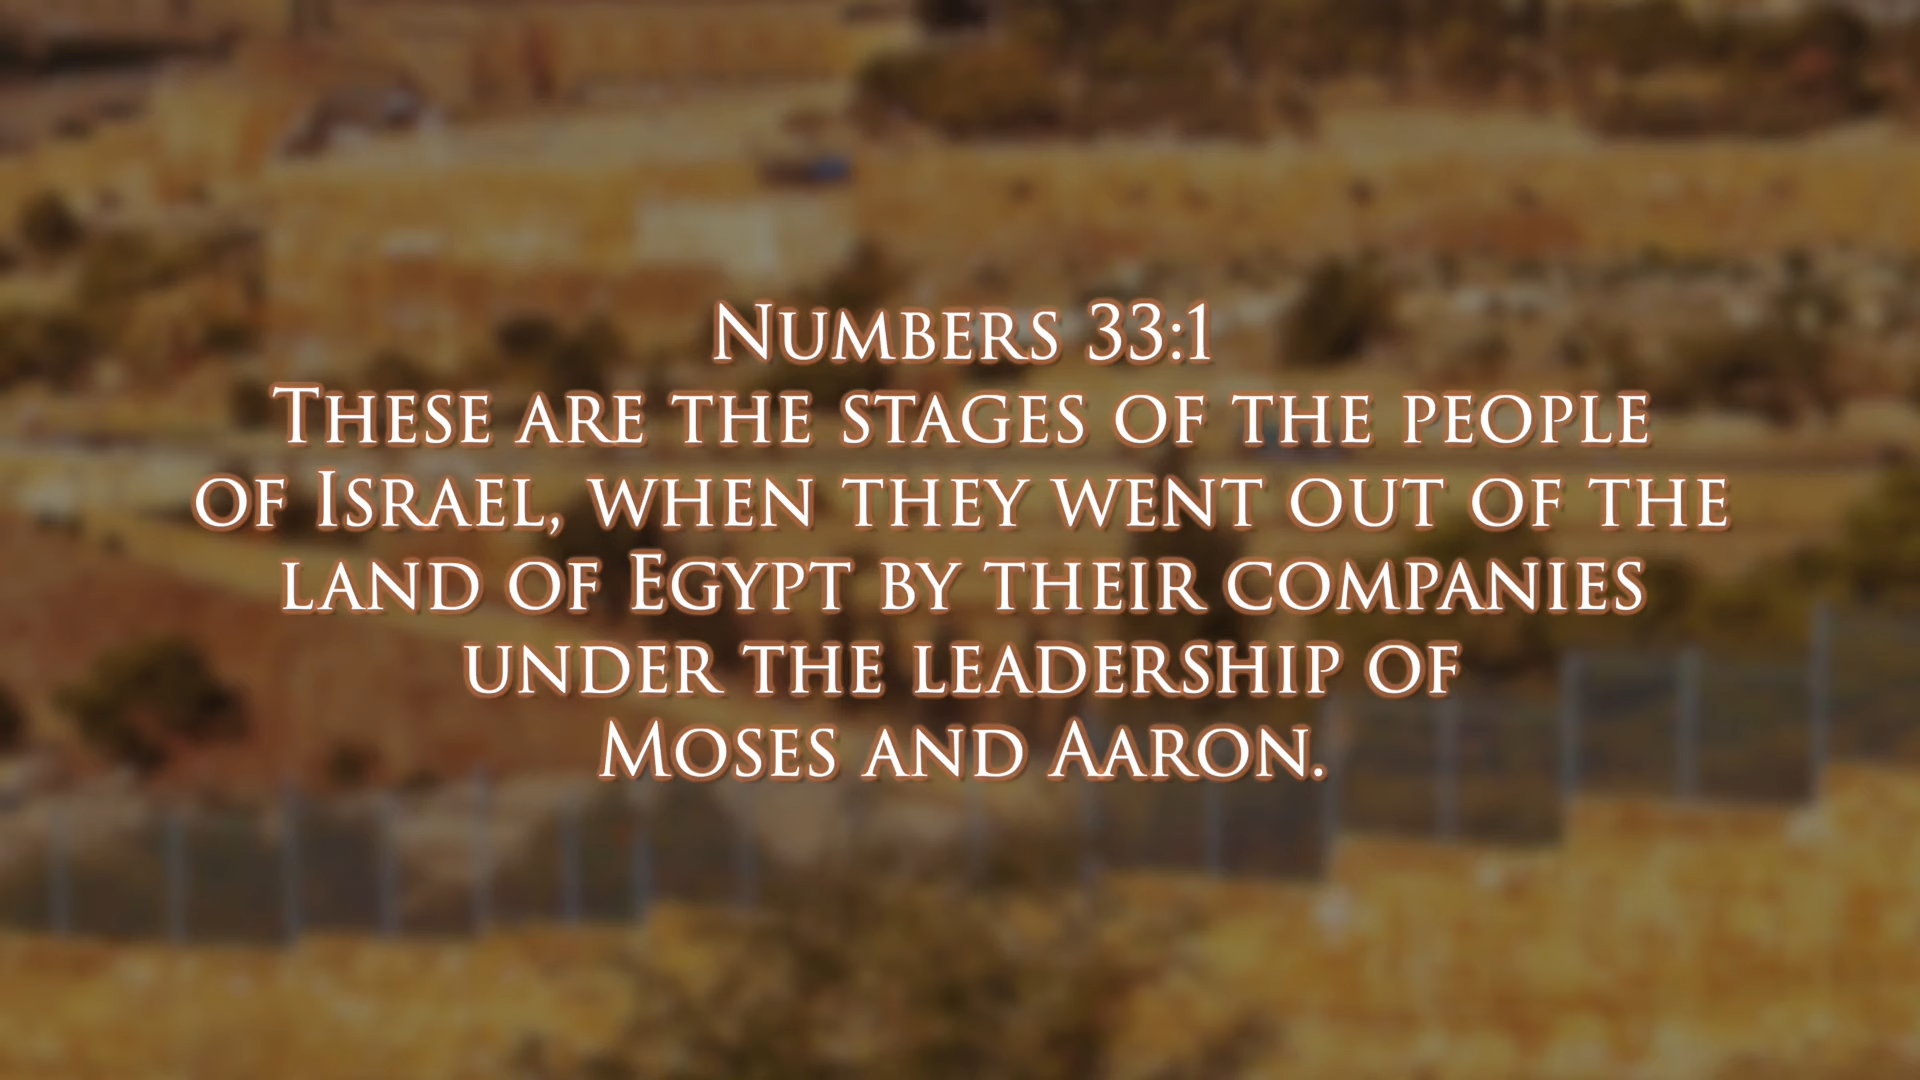 Numbers 33:1
These are the stages of the people
of Israel, when they went out of the
land of Egypt by their companies
under the leadership of
Moses and Aaron.